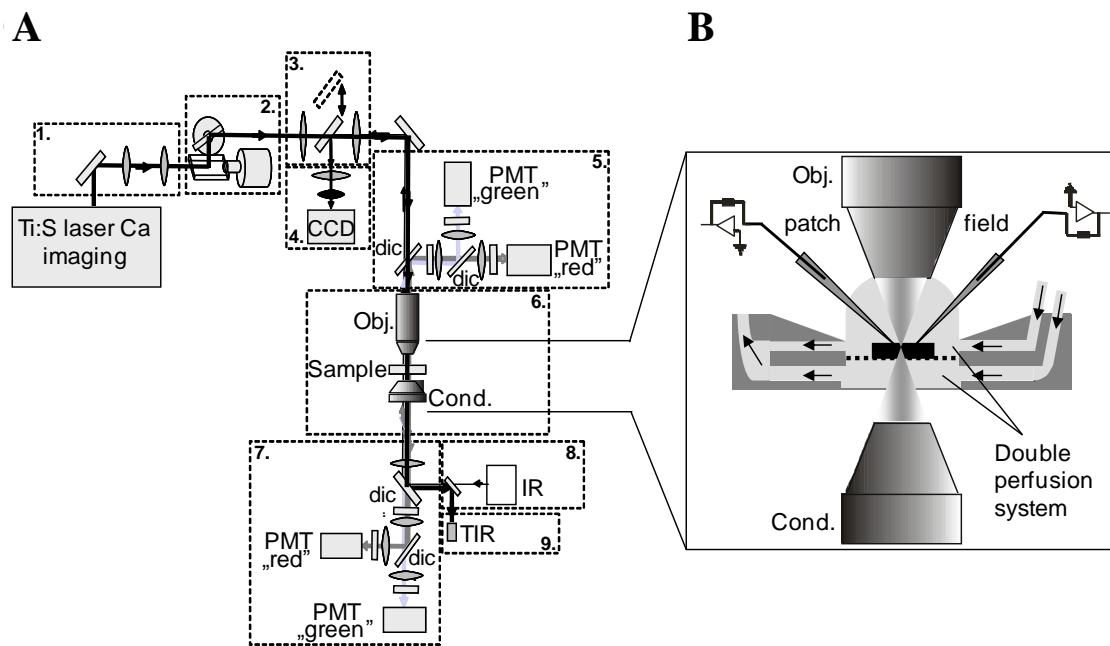 A
B
1.
Ti:S laser Ca
imaging
2.
3.
4.
CCD
5.
PMT
„green”
dic
dic
PMT
„red”
6.
Obj.
Sample
Cond.
7.
dic
PMT
„red”
dic
PMT
„green”
8.
IR
TIR
9.
Obj.
patch
field
Cond.
Double
perfusion
system